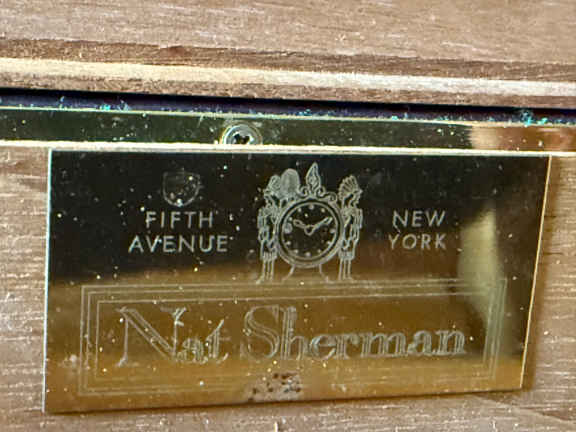 FIFTH
AVENUE
NEW
YORK
Nat Sherman